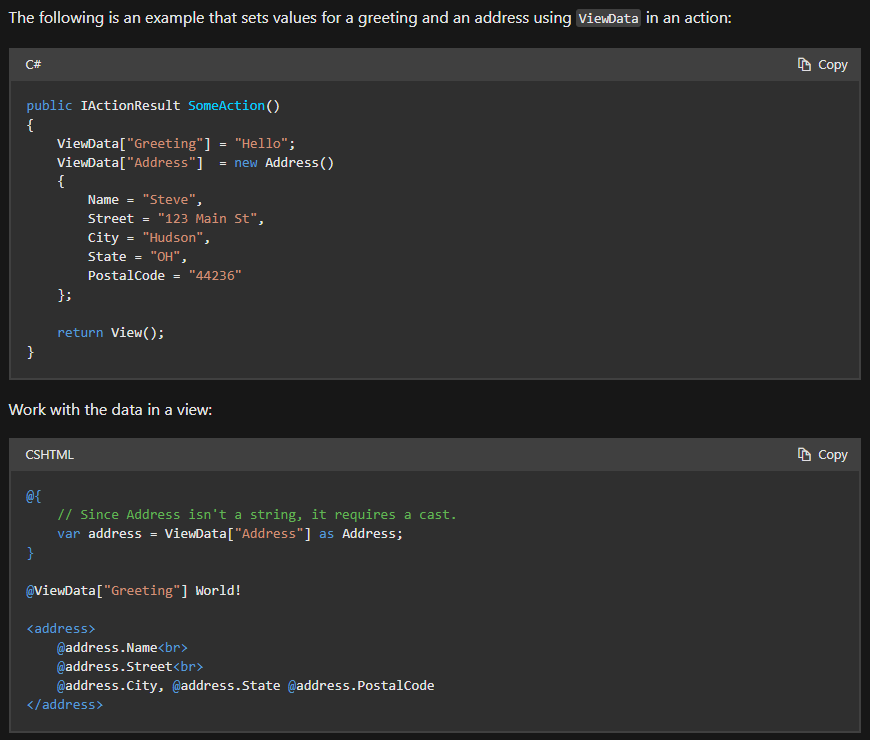 The following is an example that sets values for a greeting and an address using ViewData in an action:
C#
Copy
public IActionResult SomeAction()
{
    ViewData["Greeting"] = "Hello";
    ViewData["Address"]  = new Address()
    {
        Name = "Steve",
        Street = "123 Main St",
        City = "Hudson",
        State = "OH",
        PostalCode = "44236"
    };

    return View();
}
Work with the data in a view:
CSHTML
Copy
@{
    // Since Address isn't a string, it requires a cast.
    var address = ViewData["Address"] as Address;
}

@ViewData["Greeting"] World!

<address>
    @address.Name<br>
    @address.Street<br>
    @address.City, @address.State @address.PostalCode
</address>